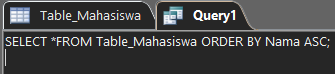 Table_Mahasiswa Query1
SELECT *FROM Table_Mahasiswa ORDER BY Nama ASC;